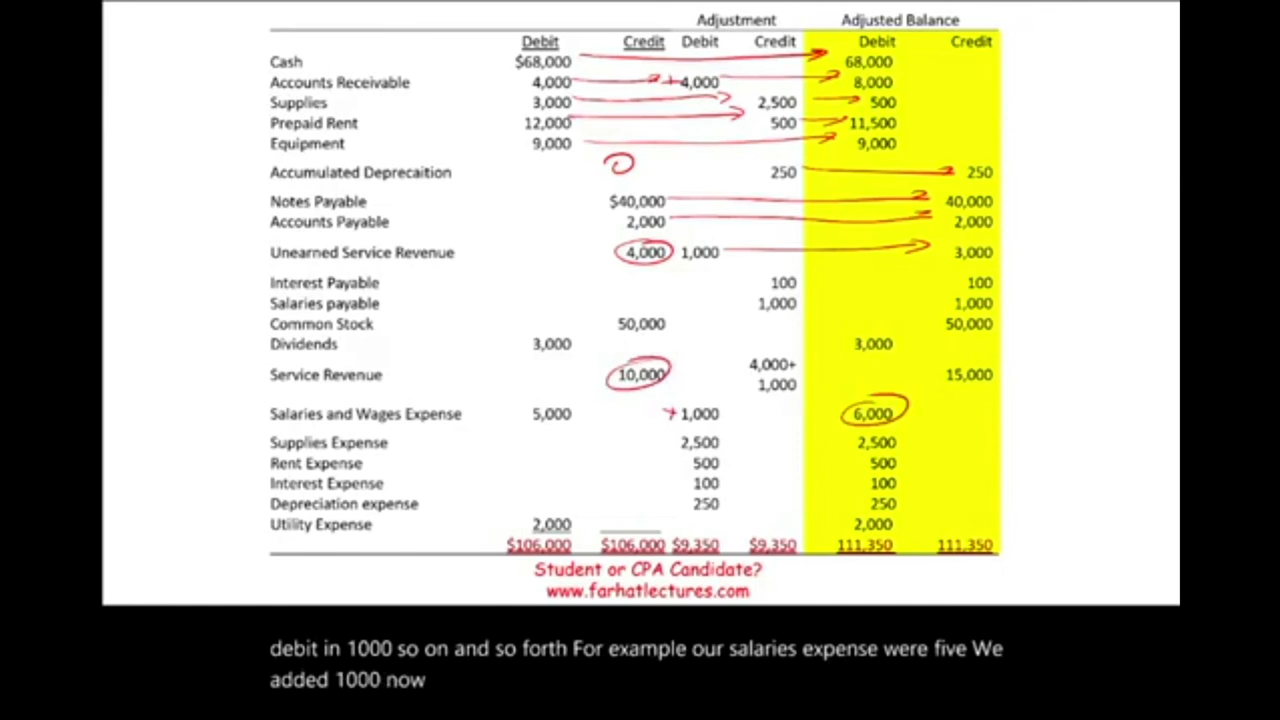 Adjustment Adjusted Balance
Debit Credit Debit Credit Debit Credit
Cash $68,000 68,000
Accounts Receivable 4,000 +4,000 8,000
Supplies 3,000 2,500 500
Prepaid Rent 12,000 500 11,500
Equipment 9,000 9,000
Accumulated Deprecaition 250 250
Notes Payable $40,000 40,000
Accounts Payable 2,000 2,000
Unearned Service Revenue 4,000 1,000 3,000
Interest Payable 100 100
Salaries payable 1,000 1,000
Common Stock 50,000 50,000
Dividends 3,000 3,000
4,000+
Service Revenue 10,000 15,000
1,000
Salaries and Wages Expense 5,000 +1,000 6,000
Supplies Expense 2,500 2,500
Rent Expense 500 500
Interest Expense 100 100
Depreciation expense 250 250
Utility Expense 2,000 2,000
$106,000 $106,000 $9,350 $9,350 111,350 111,350
Student or CPA Candidate?
www.farhatlectures.com
debit in 1000 so on and so forth For example our salaries expense were five We
added 1000 now